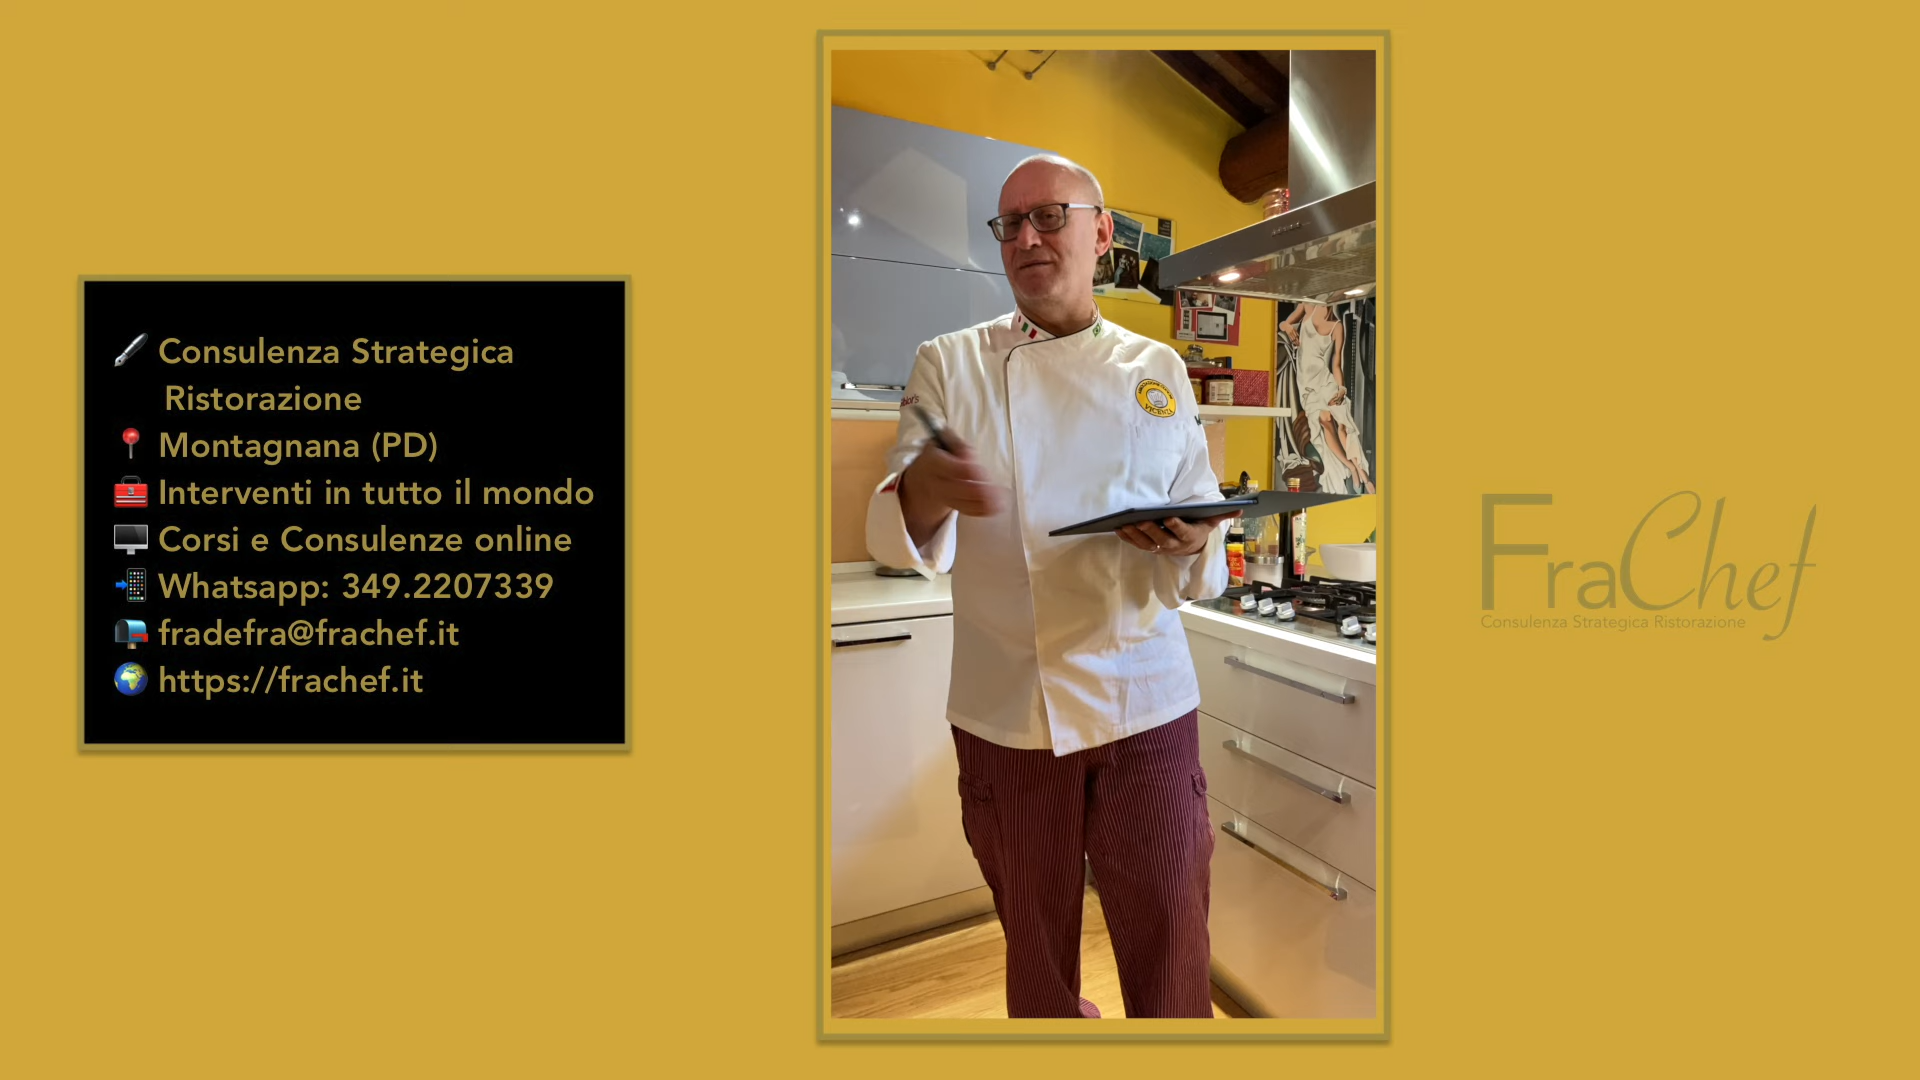 Consulenza Strategica
Ristorazione
Montagnana (PD)
Interventi in tutto il mondo
Corsi e Consulenze online
Whatsapp: 349.2207339
fradefra@frachef.it
https://frachef.it
VICENZA
FraChef
Consulenza Strategica Ristorazione